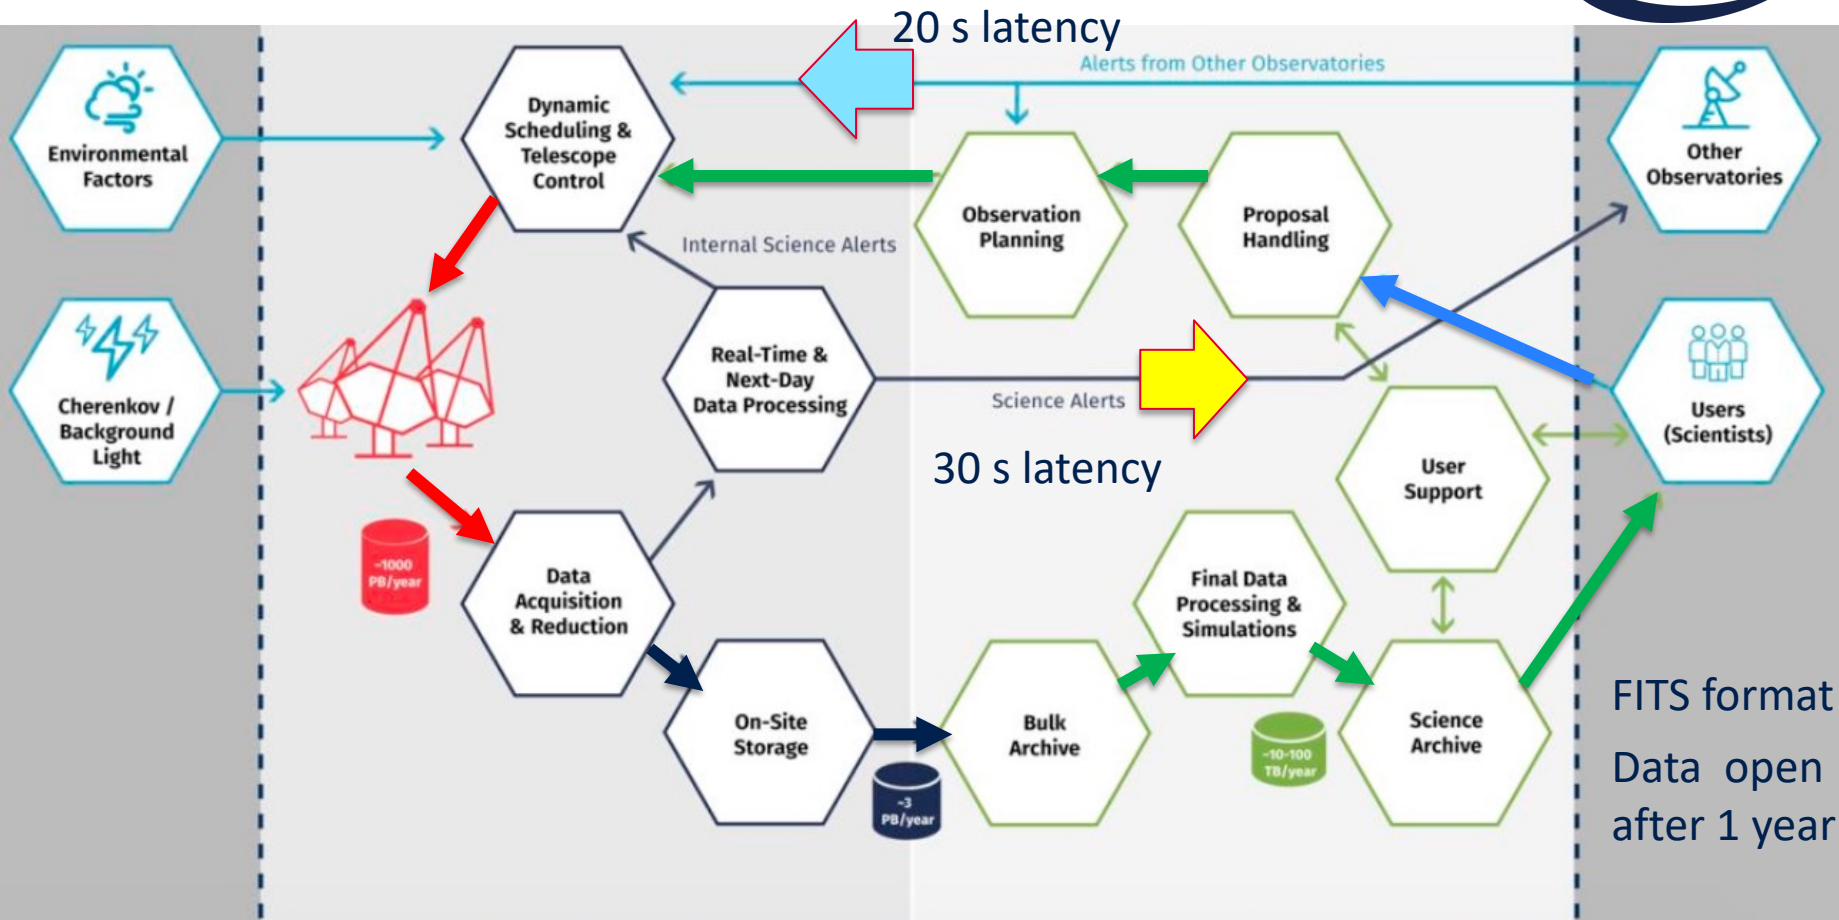 20 s latency
Alerts from Other Observatories
Environmental
Factors
Dynamic
Scheduling &
Telescope
Control
Other
Observatories
Observation
Planning
Proposal
Handling
Internal Science Alerts
Cherenkov /
Background
Light
Real-Time &
Next-Day
Data Processing
Science Alerts
30 s latency
Users
(Scientists)
User
Support
~1000
PB/year
Data
Acquisition
& Reduction
Final Data
Processing &
Simulations
On-Site
Storage
~3
PB/year
Bulk
Archive
~10-100
TB/year
Science
Archive
FITS format
Data open
after 1 year